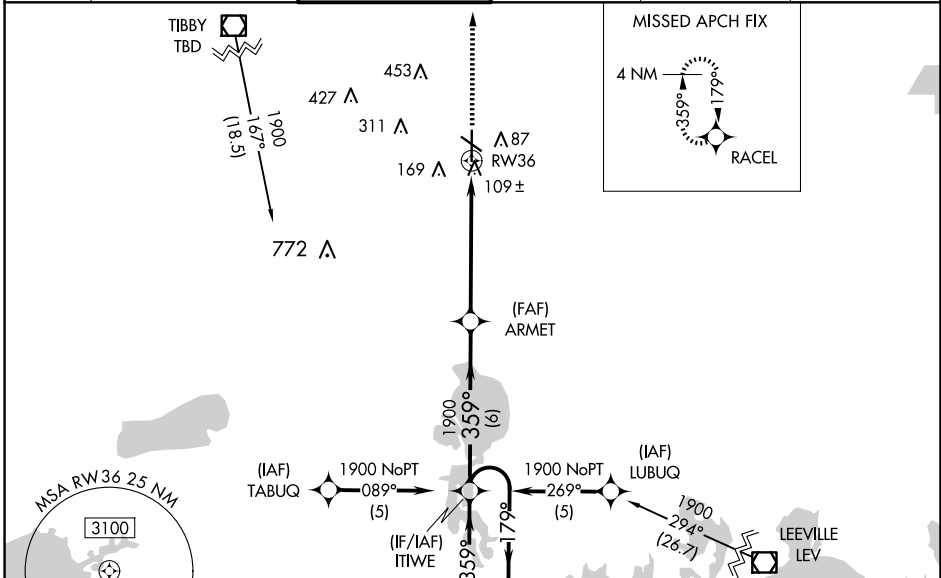 TIBBY
TBD
1900
167°
(18.5)
453
427
311
169
87
RW36
109±
772
MISSED APCH FIX
4 NM
359°
179°
RACEL
(FAF)
ARMET
1900
359°
(6)
(IAF)
TABUQ
1900 NoPT
089°
(5)
(IF/IAF)
ITIWE
359°
179°
1900 NoPT
269°
(5)
(IAF)
LUBUQ
1900
294°
(26.7)
LEEVILLE
LEV
MSA RW36 25 NM
3100